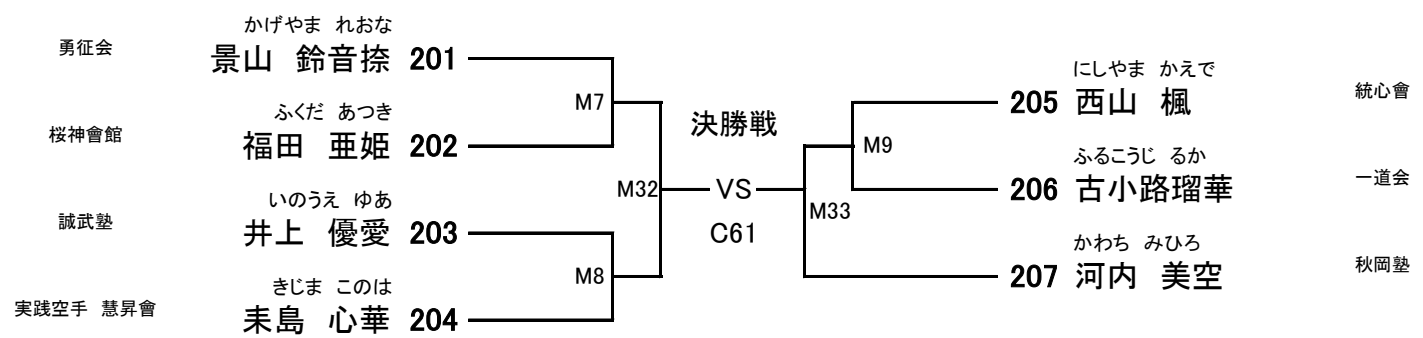 かげやま れおな
勇征会 景山 鈴音捺 201
M7
ふくだ あつき
桜神會館 福田 亜姫 202
M32
いのうえ ゆあ
誠武塾 井上 優愛 203
M8
きじま このは
実践空手 慧昇會 耒島 心華 204
決勝戦
VS
C61
にしやま かえで
205 西山 楓 統心會
M9
ふるこうじ るか
206 古小路瑠華 一道会
M33
かわち みひろ
207 河内 美空 秋岡塾